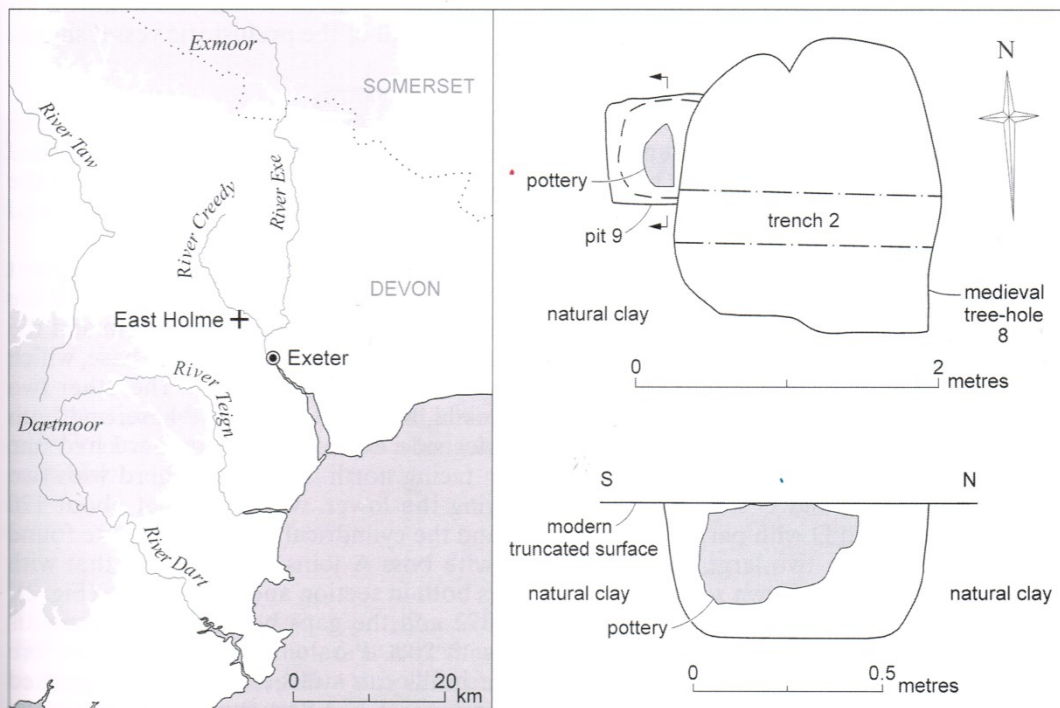 Exmoor
SOMERSET
River Taw
River Creedy
River Exe
DEVON
East Holme
Exeter
River Teign
Dartmoor
River Dart
0
20
km
N
pottery
pit 9
trench 2
natural clay
medieval
tree-hole
8
0
2
metres
S
N
modern
truncated surface
natural clay
natural clay
pottery
0
0.5
metres